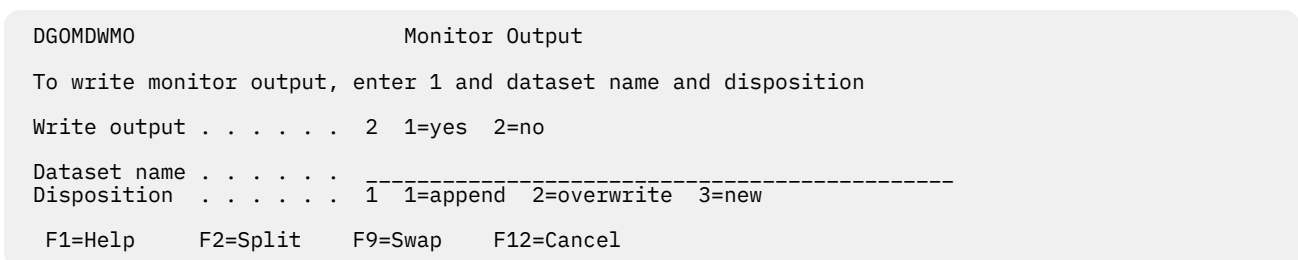 DGOMDWMO Monitor Output
To write monitor output, enter 1 and dataset name and disposition
Write output . . . . . . 2 1=yes 2=no
Dataset name . . . . . . ______________________________________________
Disposition . . . . . . 1 1=append 2=overwrite 3=new
F1=Help F2=Split F9=Swap F12=Cancel